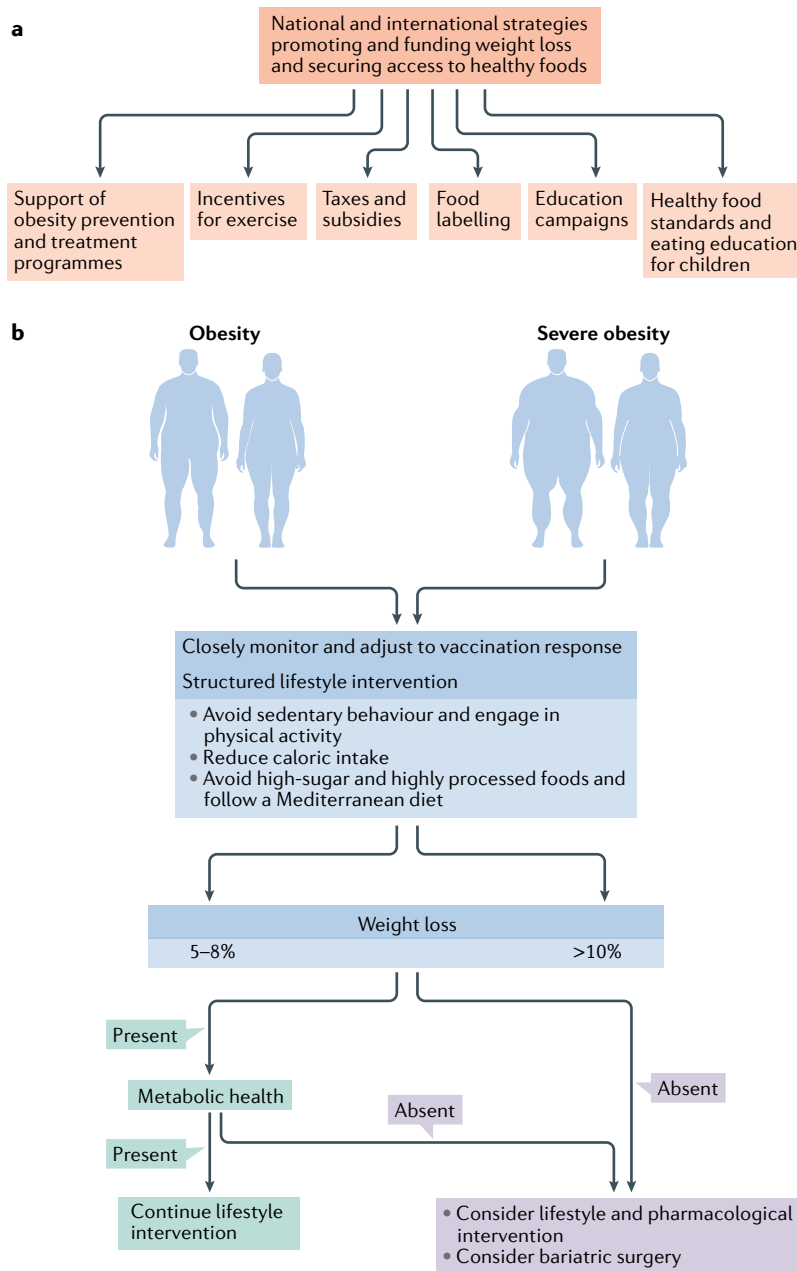 a
National and international strategies
promoting and funding weight loss
and securing access to healthy foods
Support of
obesity prevention
and treatment
programmes
Incentives
for exercise
Taxes and
subsidies
Food
labelling
Education
campaigns
Healthy food
standards and
eating education
for children
b
Obesity
Severe obesity
Closely monitor and adjust to vaccination response
Structured lifestyle intervention
• Avoid sedentary behaviour and engage in
physical activity
• Reduce caloric intake
• Avoid high-sugar and highly processed foods and
follow a Mediterranean diet
Weight loss
5–8%
>10%
Present
Metabolic health
Absent
Absent
Present
Continue lifestyle
intervention
• Consider lifestyle and pharmacological
intervention
• Consider bariatric surgery